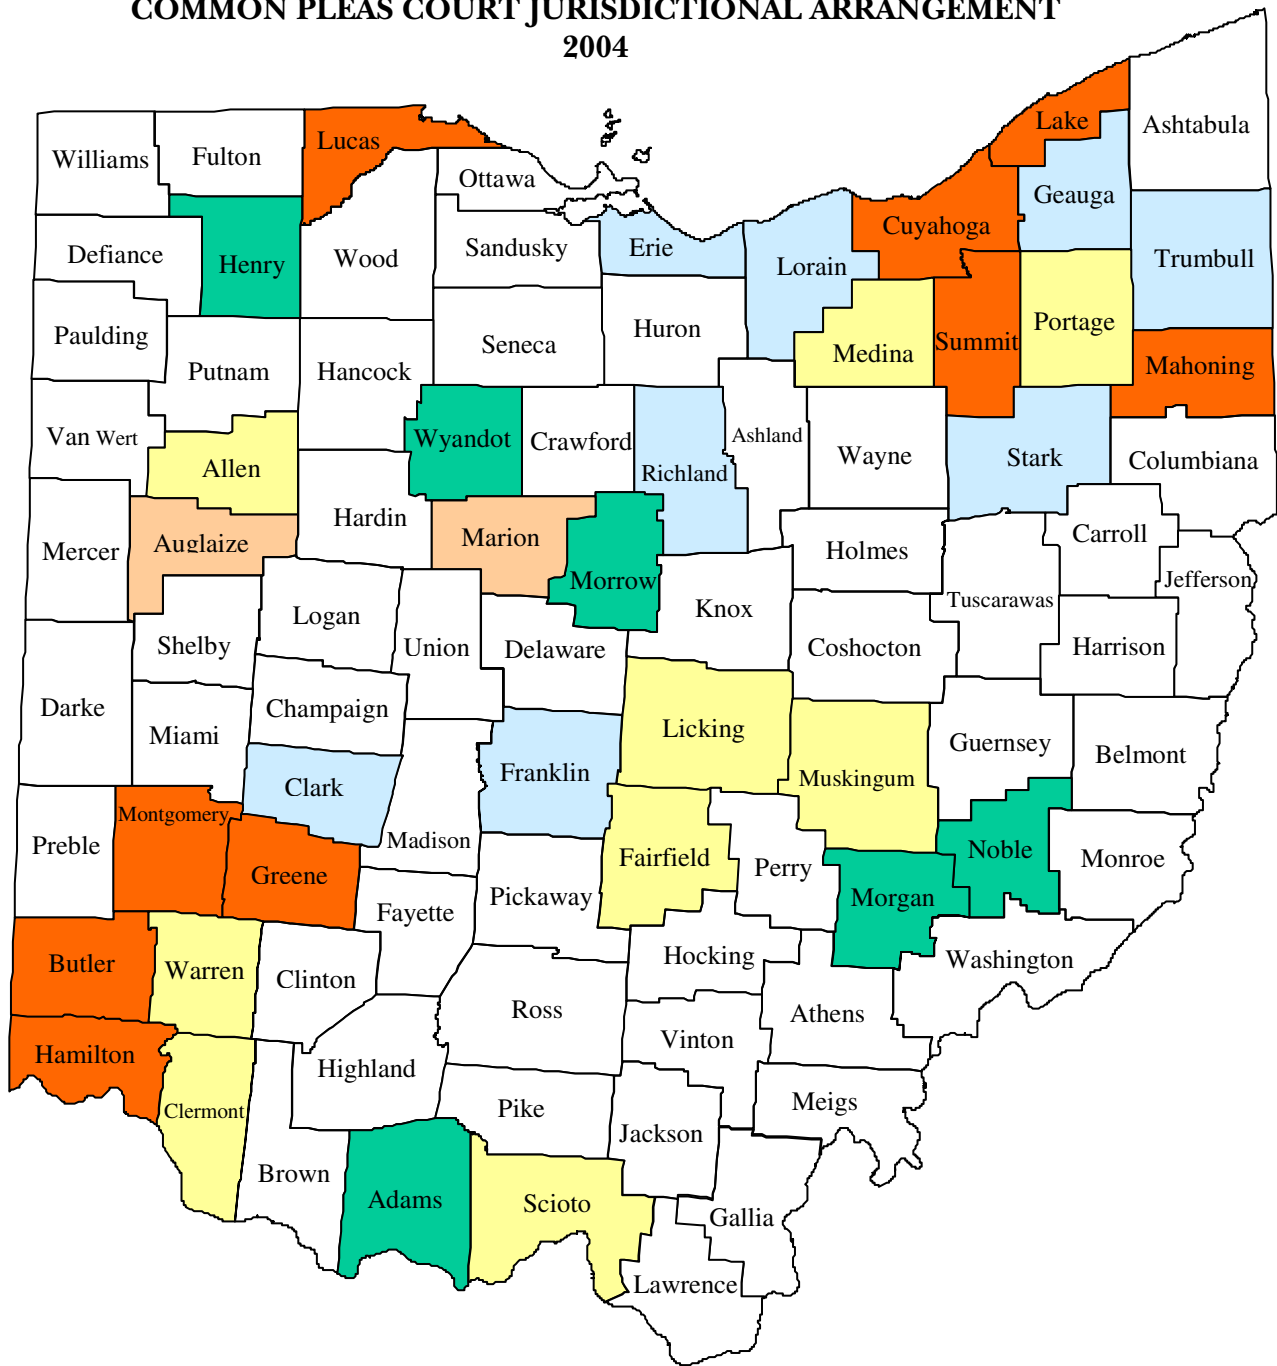 COMMON PLEAS COURT JURISDICTIONAL ARRANGEMENT
2004
Williams
Fulton
Lucas
Ottawa
Lake
Ashtabula
Defiance
Henry
Wood
Sandusky
Erie
Lorain
Cuyahoga
Geauga
Trumbull
Paulding
Putnam
Hancock
Seneca
Huron
Medina
Summit
Portage
Mahoning
Van Wert
Allen
Wyandot
Crawford
Richland
Ashland
Wayne
Stark
Columbiana
Mercer
Auglaize
Hardin
Marion
Morrow
Holmes
Carroll
Jefferson
Logan
Union
Delaware
Knox
Coshocton
Tuscarawas
Harrison
Shelby
Darke
Miami
Champaign
Licking
Muskingum
Guernsey
Belmont
Clark
Franklin
Preble
Montgomery
Greene
Madison
Pickaway
Fairfield
Perry
Morgan
Noble
Monroe
Butler
Warren
Clinton
Fayette
Ross
Hocking
Athens
Washington
Hamilton
Clermont
Highland
Vinton
Pike
Jackson
Meigs
Brown
Adams
Scioto
Gallia
Lawrence